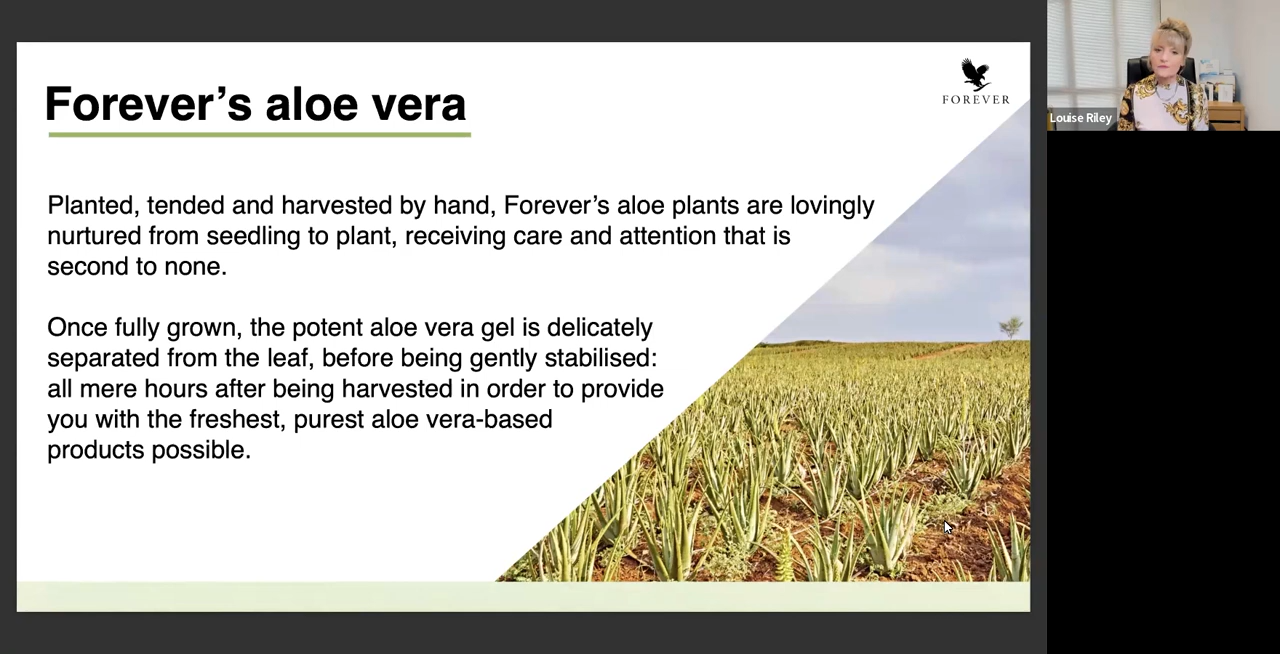 Forever’s aloe vera
FOREVER
Planted, tended and harvested by hand, Forever’s aloe plants are lovingly
nurtured from seedling to plant, receiving care and attention that is
second to none.
Once fully grown, the potent aloe vera gel is delicately
separated from the leaf, before being gently stabilised:
all mere hours after being harvested in order to provide
you with the freshest, purest aloe vera-based
products possible.
Louise Riley